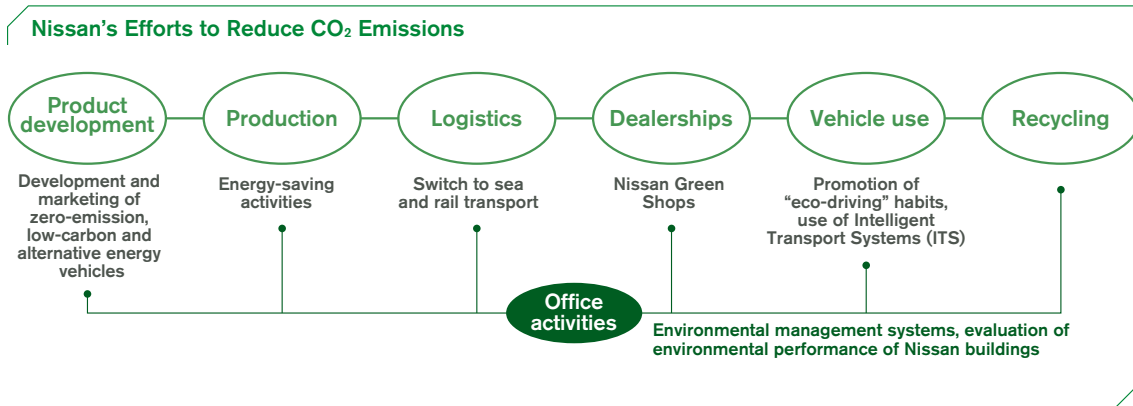 Nissan's Efforts to Reduce CO₂ Emissions
Product
development
Production
Logistics
Dealerships
Vehicle use
Recycling
Development and
marketing of
zero-emission,
low-carbon and
alternative energy
vehicles
Energy-saving
activities
Switch to sea
and rail transport
Nissan Green
Shops
Promotion of
“eco-driving” habits,
use of Intelligent
Transport Systems (ITS)
Office
activities
Environmental management systems, evaluation of
environmental performance of Nissan buildings